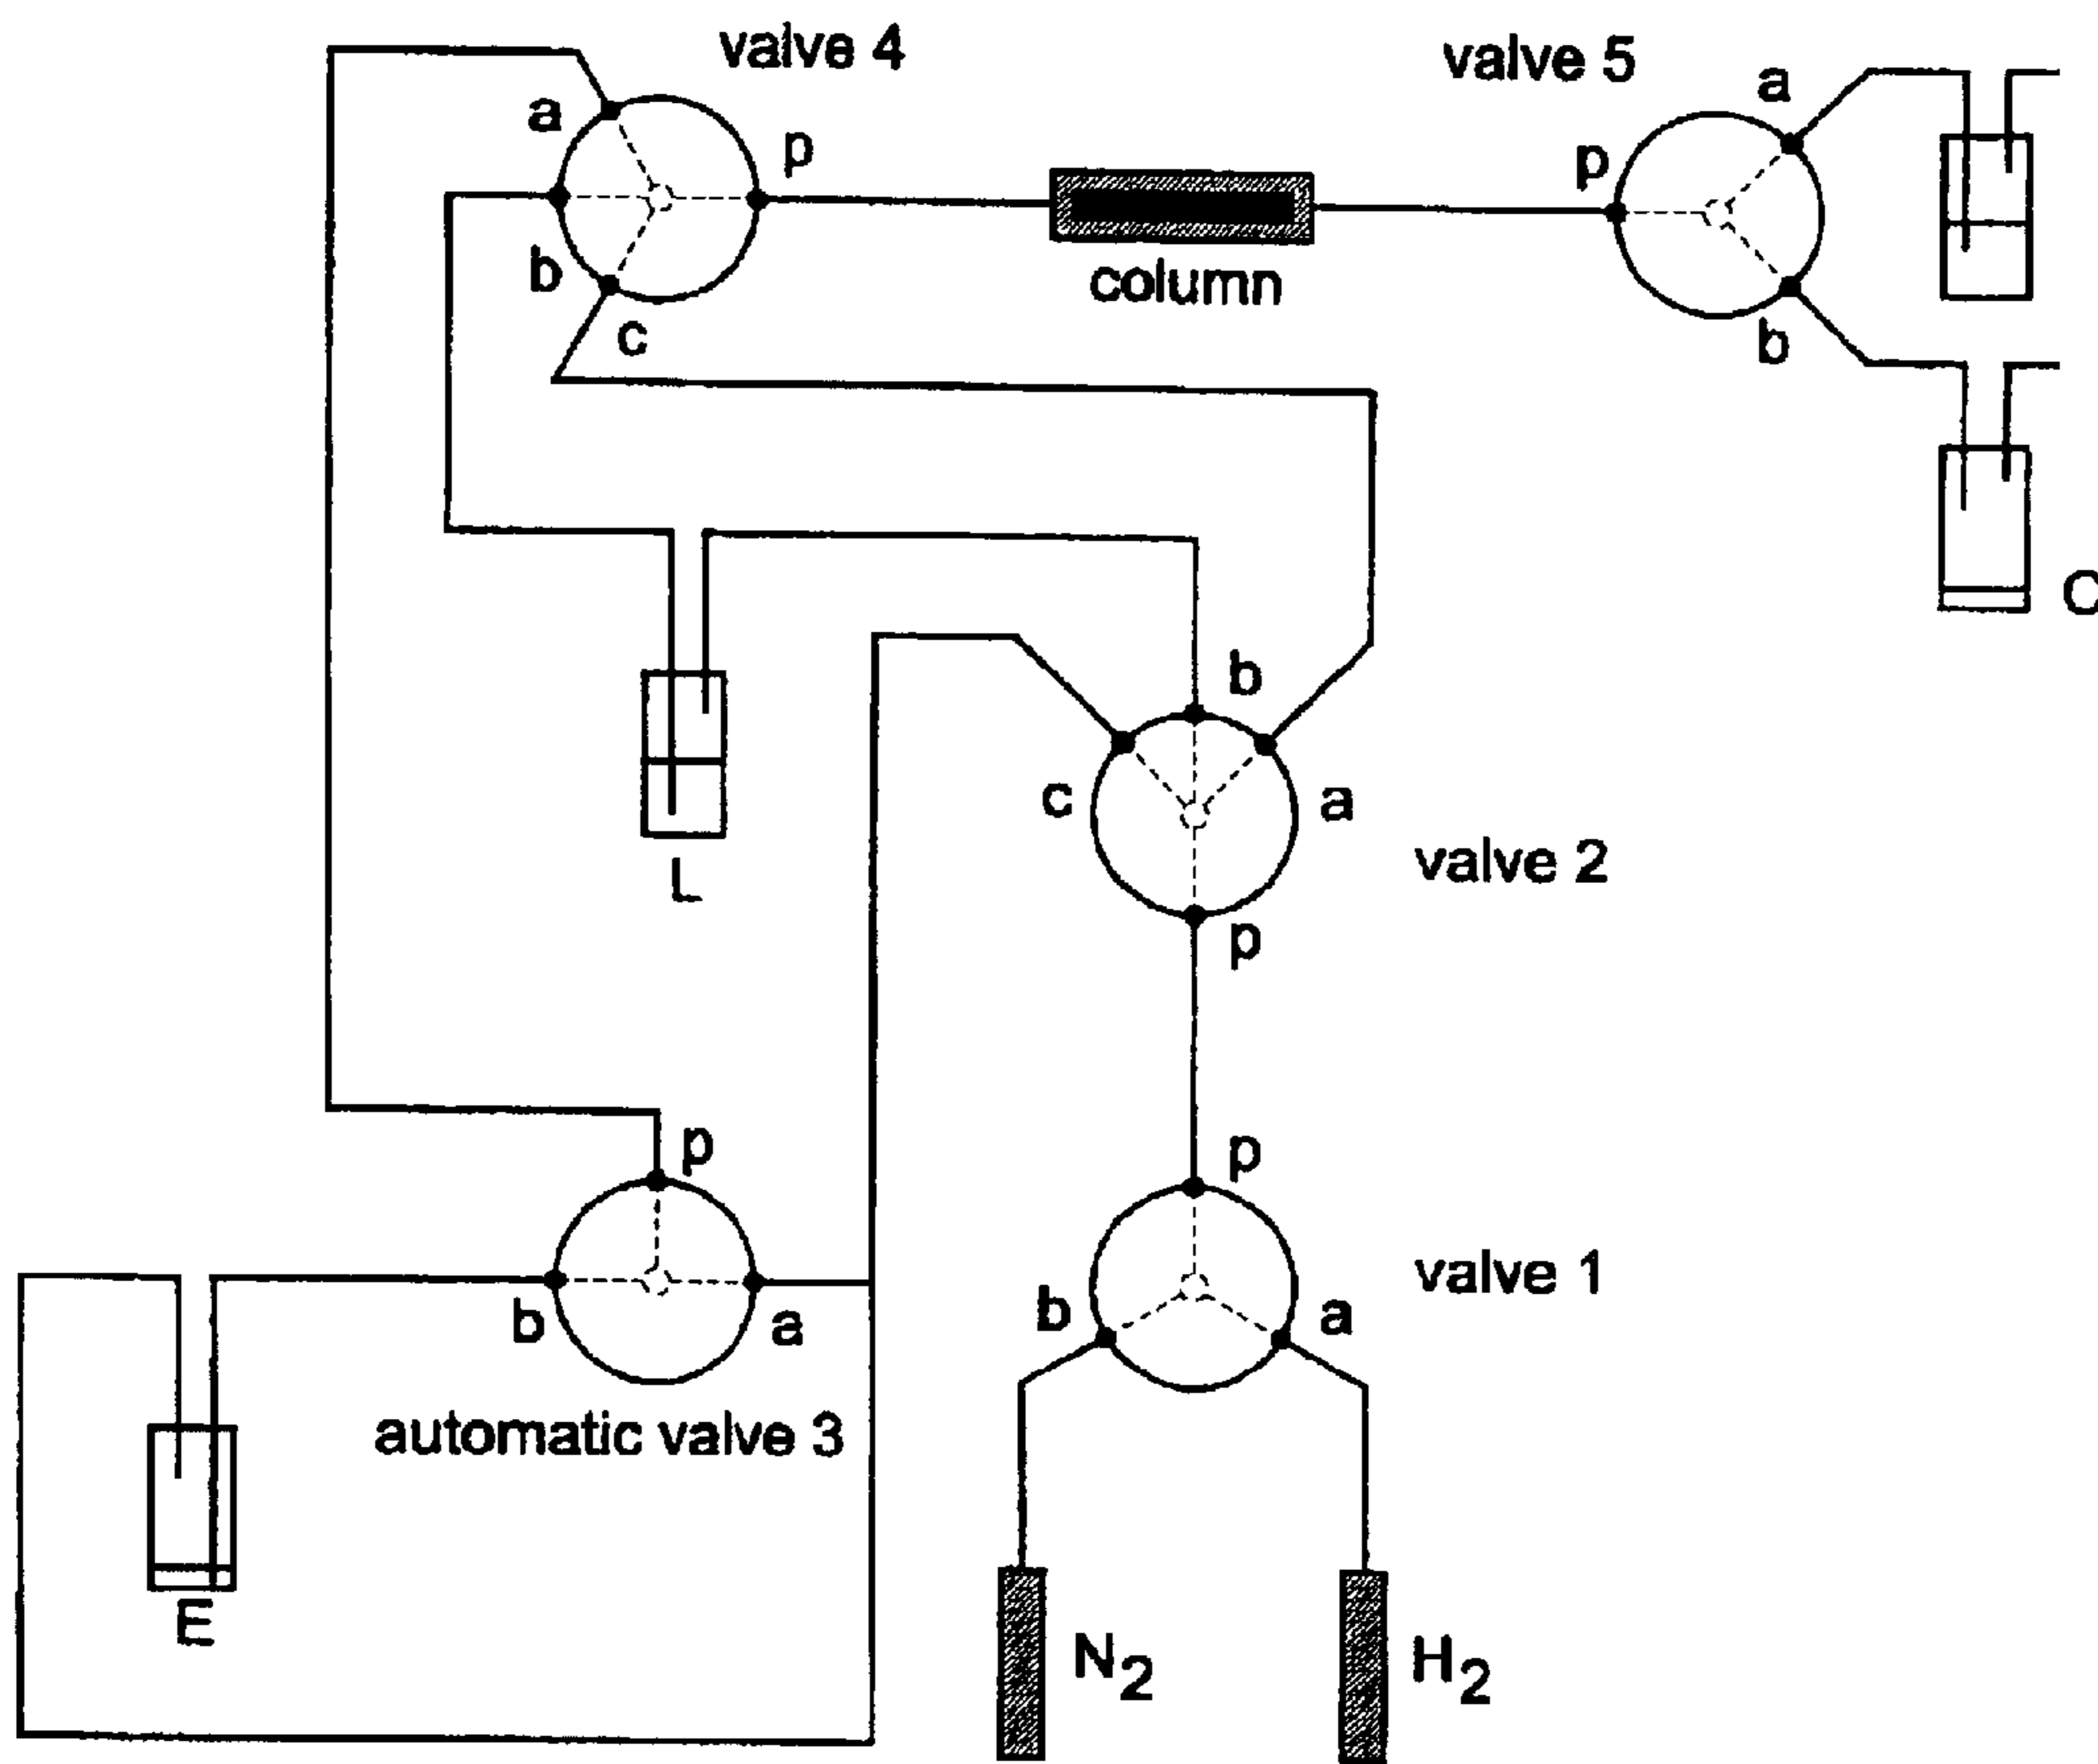 valve 4
valve 5
a
a
p
p
b
column
c
b
O
b
c
a
valve 2
L
p
p
p
b
a
valve 1
b
a
automatic valve 3
E
N2
H2